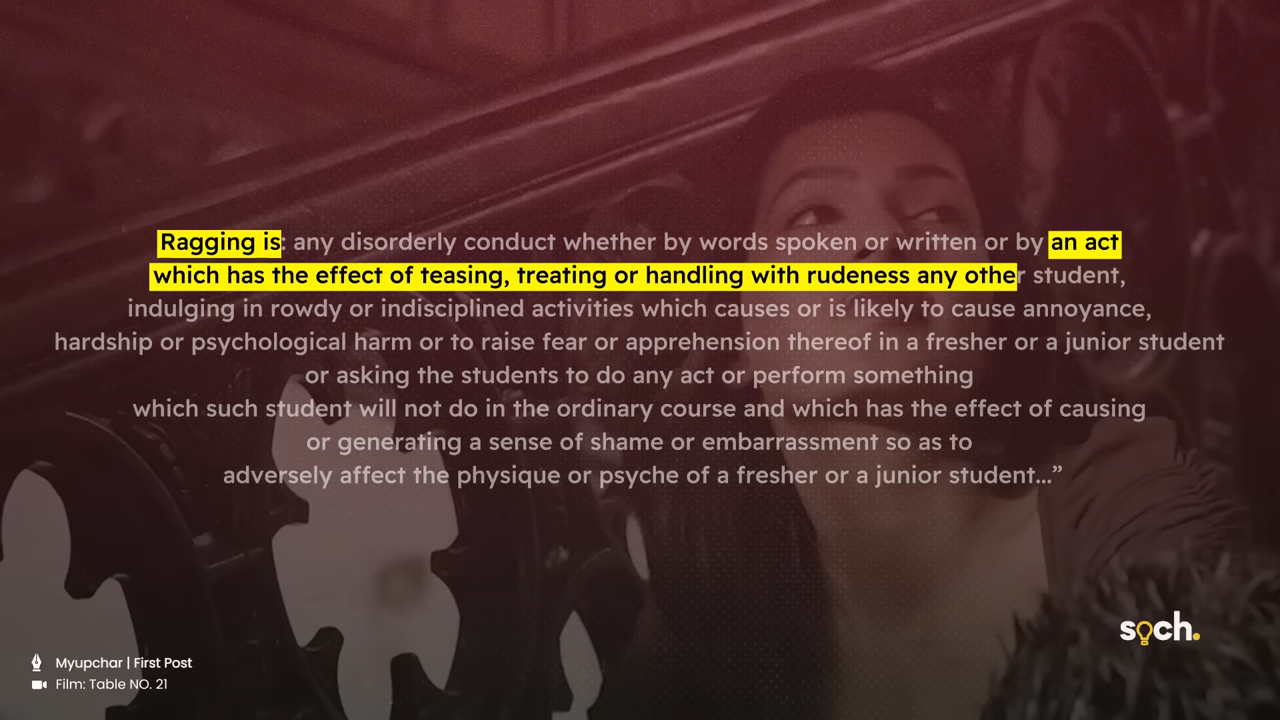 Ragging is: any disorderly conduct whether by words spoken or written or by an act
which has the effect of teasing, treating or handling with rudeness any other student,
indulging in rowdy or indisciplined activities which causes or is likely to cause annoyance,
hardship or psychological harm or to raise fear or apprehension thereof in a fresher or a junior student
or asking the students to do any act or perform something
which such student will not do in the ordinary course and which has the effect of causing
or generating a sense of shame or embarrassment so as to
adversely affect the physique or psyche of a fresher or a junior student...”
soch.
Myupchar | First Post
Film: Table NO. 21